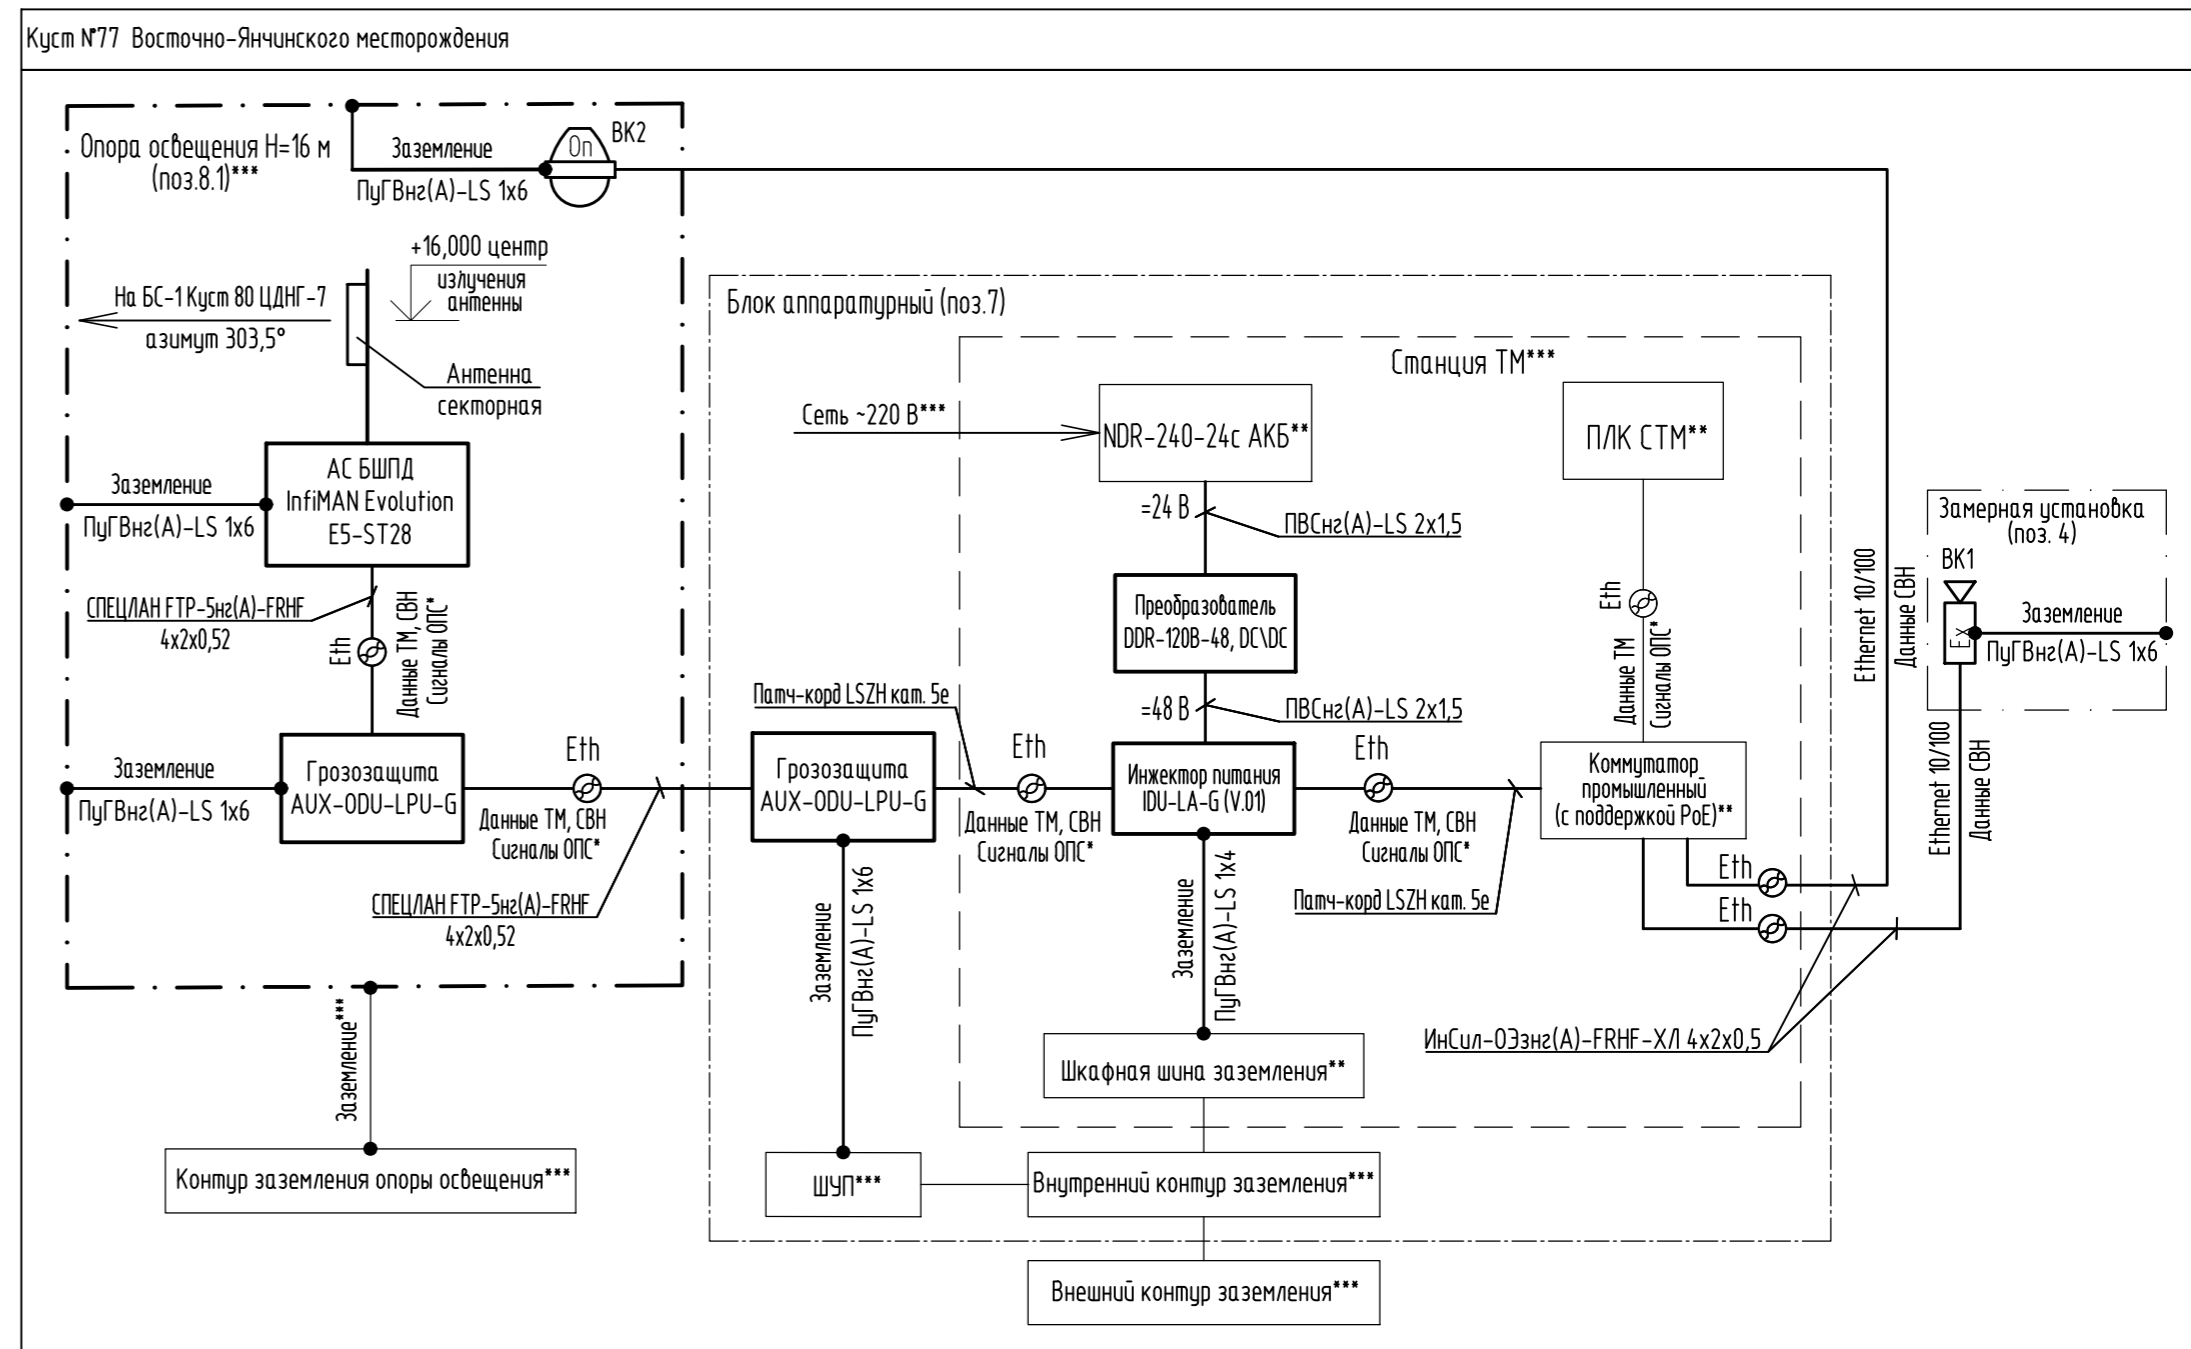 Куст №77 Восточно-Янчинского месторождения
Опора освещения Н=16 м
(поз.8.1)***
Заземление
ПуГВнг(А)-LS 1х6
Оп
ВК2
+16,000 центр
излучения
антенны
На БС-1 Куст 80 ЦДНГ-7
азимут 303,5°
Антенна
секторная
АС БШПД
InfiMAN Evolution
E5-ST28
Заземление
ПуГВнг(А)-LS 1х6
СПЕЦЛАН FTP-5нг(А)-FRHF
4х2х0,52
Eth
Данные ТМ, СВН
Сигналы ОПС*
Заземление
ПуГВнг(А)-LS 1х6
Грозозащита
AUX-ODU-LPU-G
Eth
Данные ТМ, СВН
Сигналы ОПС*
СПЕЦЛАН FTP-5нг(А)-FRHF
4х2х0,52
Заземление***
Контур заземления опоры освещения***
Блок аппаратурный (поз.7)
Станция ТМ***
Сеть ~220 В***
NDR-240-24с АКБ**
ПЛК СТМ**
=24 В
ПВСнг(А)-LS 2х1,5
Преобразователь
DDR-120B-48, DC\DC
=48 В
ПВСнг(А)-LS 2х1,5
Eth
Данные ТМ
Сигналы ОПС*
Патч-корд LSZH кат. 5е
Грозозащита
AUX-ODU-LPU-G
Eth
Данные ТМ, СВН
Сигналы ОПС*
Инжектор питания
IDU-LA-G (V.01)
Eth
Данные ТМ, СВН
Сигналы ОПС*
Патч-корд LSZH кат. 5е
Коммутатор
промышленный
(с поддержкой PoE)**
Eth
Eth
Заземление
ПуГВнг(А)-LS 1х6
Заземление
ПуГВнг(А)-LS 1х4
ИнСил-ОЭзнг(А)-FRHF-ХЛ 4х2х0,5
Шкафная шина заземления**
ШУП***
Внутренний контур заземления***
Внешний контур заземления***
Ethernet 10/100
Данные СВН
Замерная установка
(поз. 4)
ВК1
Ex
Заземление
ПуГВнг(А)-LS 1х6
Ethernet 10/100
Данные СВН